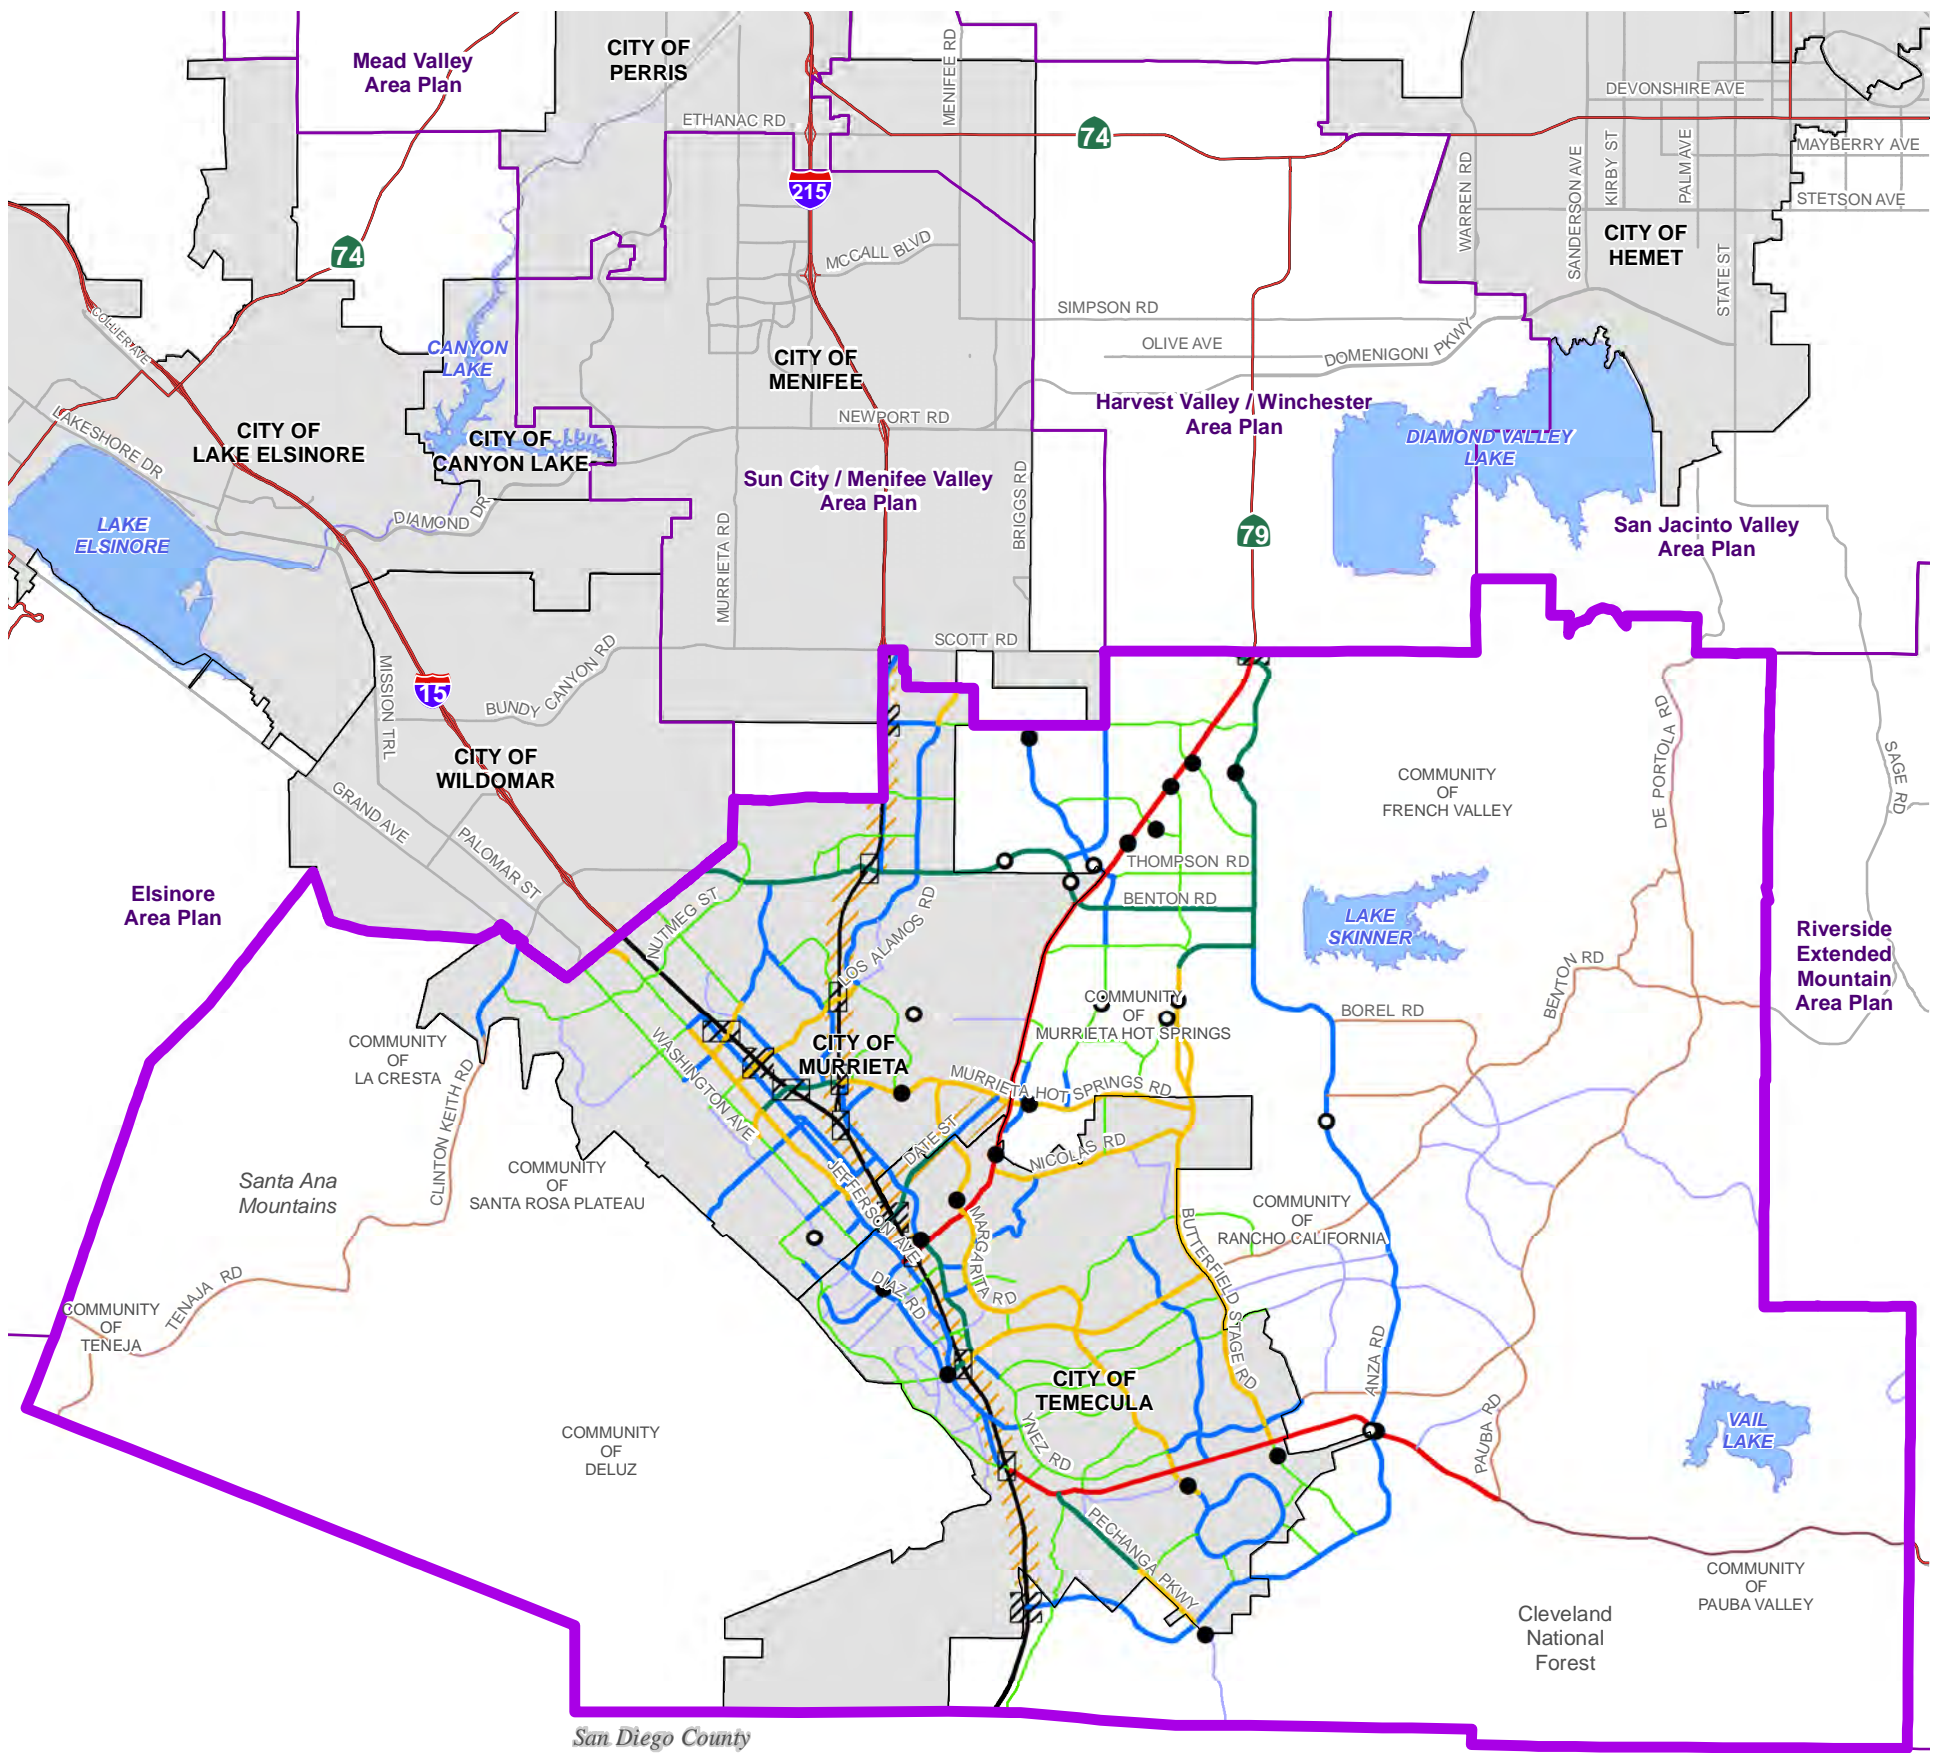 Mead Valley
Area Plan
CITY OF
PERRIS
MENIFEE RD
DEVONSHIRE AVE
ETHANAC RD
74
MAYBERRY AVE
215
WARREN RD
SANDERSON AVE
KIRBY ST
PALM AVE
STETSON AVE
74
MCCALL BLVD
CITY OF
HEMET
STATE ST
COLLIER AVE
SIMPSON RD
CANYON
LAKE
CITY OF
MENIFEE
OLIVE AVE
DOMENIGONI PKWY
LAKESHORE DR
CITY OF
LAKE ELSINORE
CITY OF
CANYON LAKE
NEWPORT RD
Harvest Valley / Winchester
Area Plan
DIAMOND VALLEY
LAKE
Sun City / Menifee Valley
Area Plan
BRIGGS RD
LAKE
ELSINORE
DIAMOND DR
MURRIETA RD
79
San Jacinto Valley
Area Plan
SCOTT RD
MISSION TRL
15
BUNDY CANYON RD
DE PORTOLA RD
SAGE RD
CITY OF
WILDOMAR
COMMUNITY
OF
FRENCH VALLEY
GRAND AVE
PALOMAR ST
THOMPSON RD
Elsinore
Area Plan
NUTMEG ST
LOS ALAMOS RD
BENTON RD
LAKE
SKINNER
Riverside
Extended
Mountain
Area Plan
BENTON RD
COMMUNITY
OF
LA CRESTA
WASHINGTON AVE
CITY OF
MURRIETA
COMMUNITY
OF
MURRIETA HOT SPRINGS
BOREL RD
MURRIETA HOT SPRINGS RD
CLINTON KEITH RD
DATE ST
NICOLAS RD
Santa Ana
Mountains
COMMUNITY
OF
SANTA ROSA PLATEAU
JEFFERSON AVE
MARGARITA RD
BUTTERFIELD STAGE RD
COMMUNITY
OF
RANCHO CALIFORNIA
TENAJA RD
DIAZ RD
COMMUNITY
OF
TENEJA
ANZA RD
CITY OF
TEMECULA
YNEZ RD
PAUBA RD
VAIL
LAKE
COMMUNITY
OF
DELUZ
PECHANGA PKWY
COMMUNITY
OF
PAUBA VALLEY
Cleveland
National
Forest
San Diego County